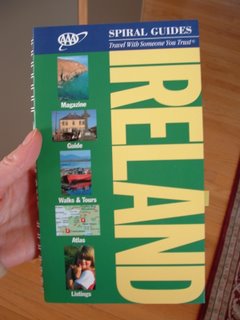 AAA
SPIRAL GUIDES
Travel With Someone You Trust®
IRELAND
Magazine
Guide
Walks & Tours
Atlas
Listings